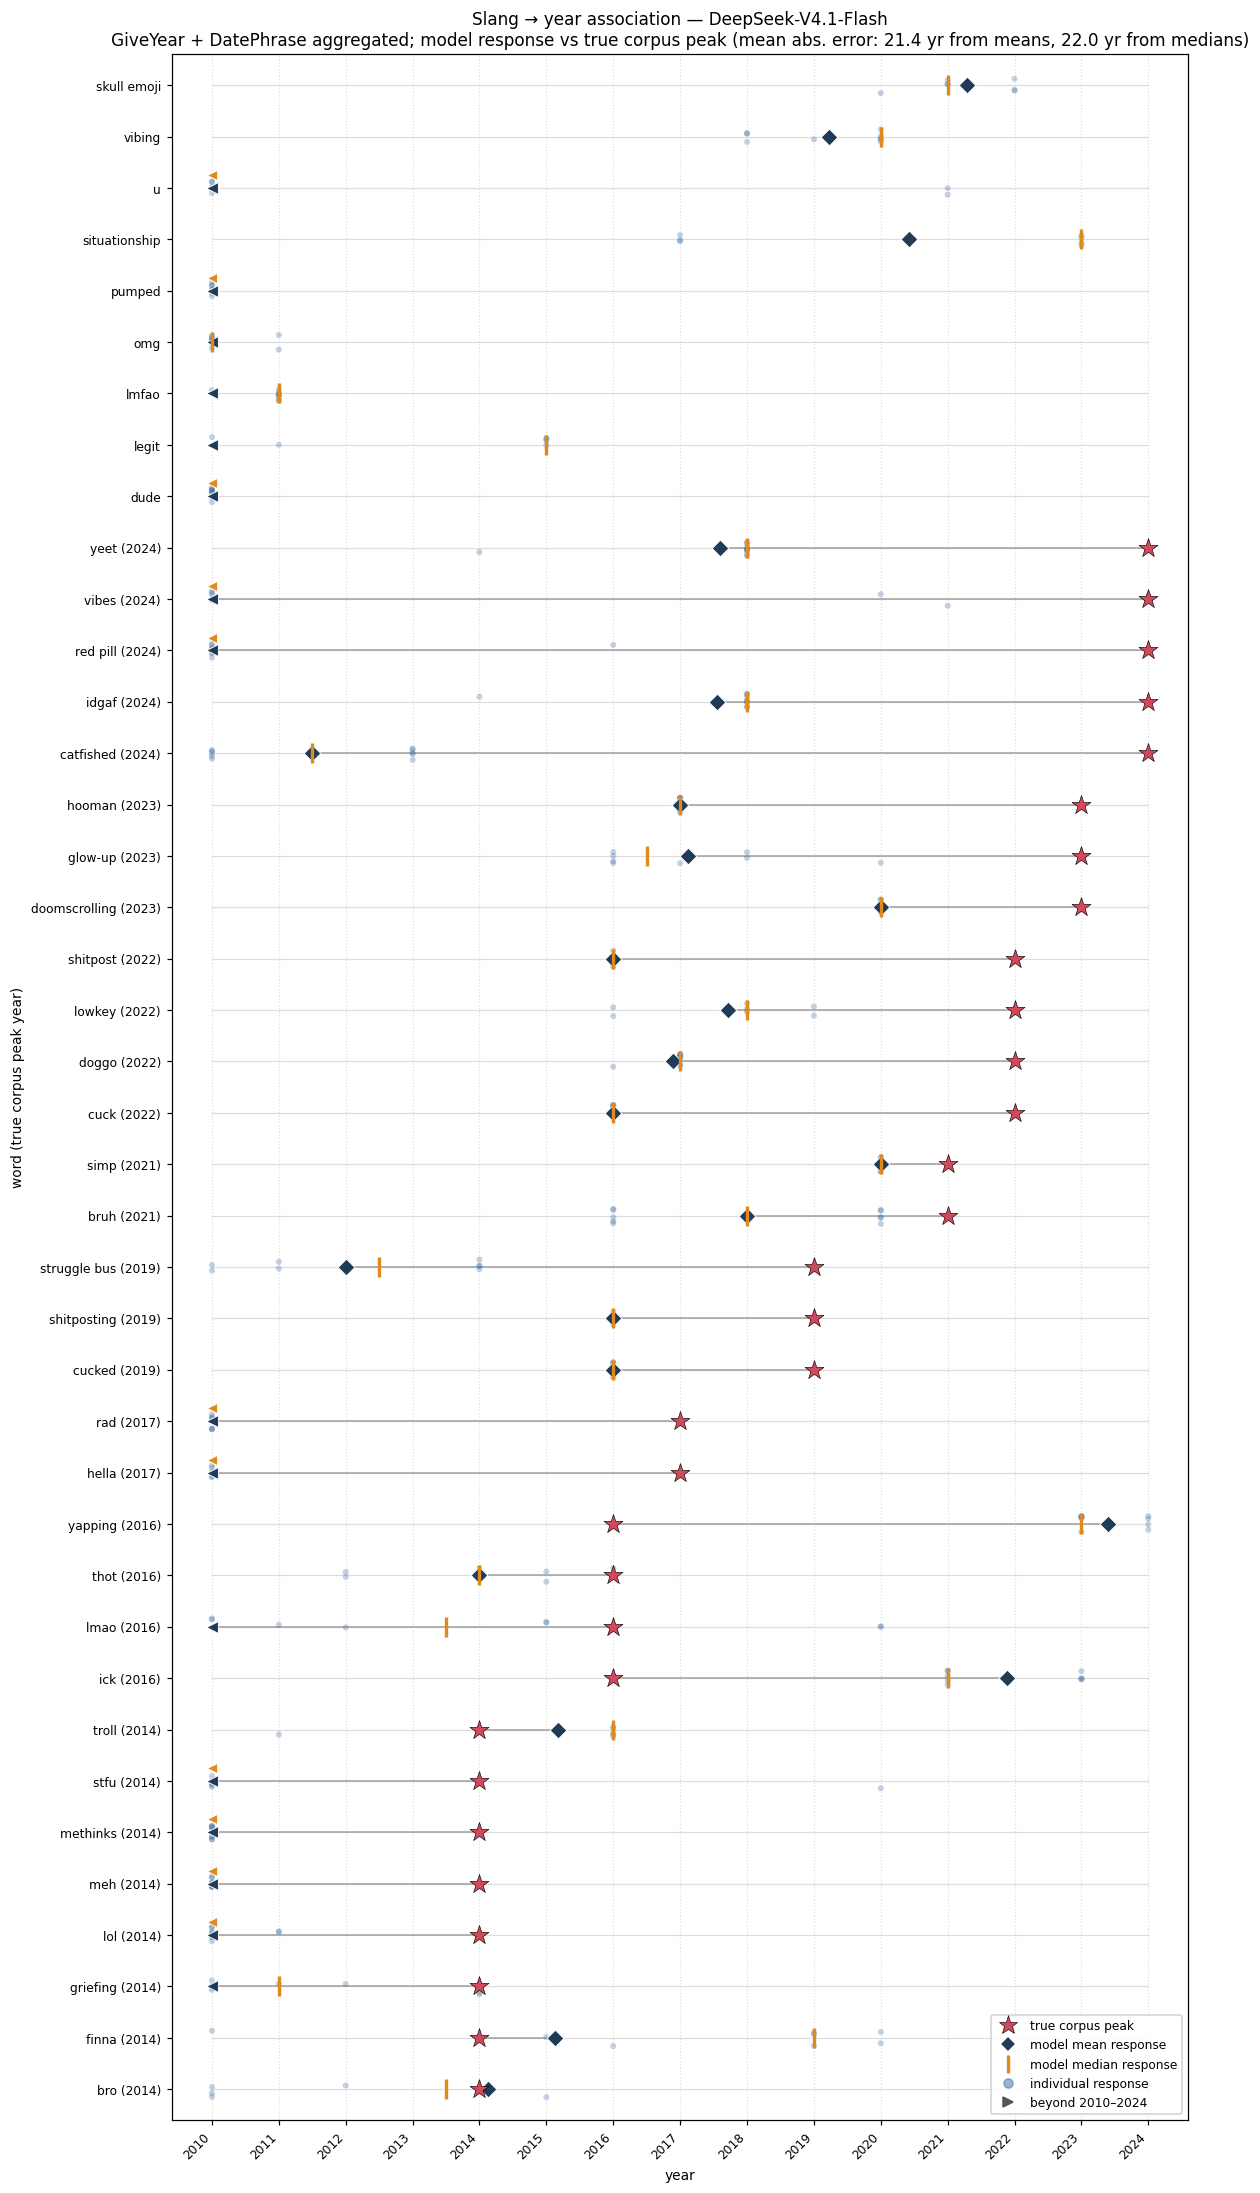 Slang → year association — DeepSeek-V4.1-Flash
GiveYear + DatePhrase aggregated; model response vs true corpus peak (mean abs. error: 21.4 yr from means, 22.0 yr from medians)
skull emoji
vibing
u
situationship
pumped
omg
lmfao
legit
dude
yeet (2024)
vibes (2024)
red pill (2024)
idgaf (2024)
catfished (2024)
hooman (2023)
glow-up (2023)
doomscrolling (2023)
shitpost (2022)
lowkey (2022)
doggo (2022)
cuck (2022)
simp (2021)
bruh (2021)
struggle bus (2019)
shitposting (2019)
cucked (2019)
rad (2017)
hella (2017)
yapping (2016)
thot (2016)
lmao (2016)
ick (2016)
troll (2014)
stfu (2014)
methinks (2014)
meh (2014)
lol (2014)
griefing (2014)
finna (2014)
bro (2014)
word (true corpus peak year)
true corpus peak
model mean response
model median response
individual response
beyond 2010–2024
2010 2011 2012 2013 2014 2015 2016 2017 2018 2019 2020 2021 2022 2023 2024
year